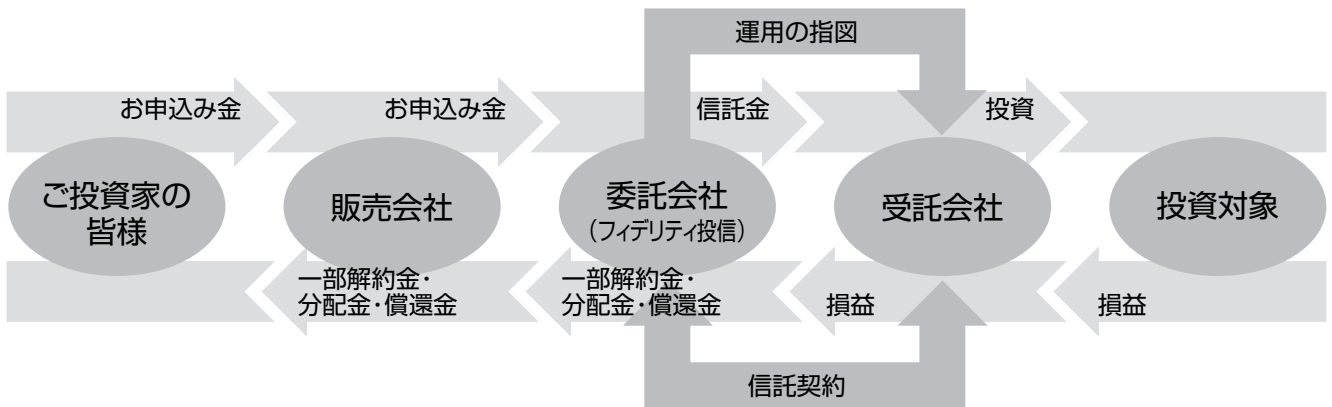 運用の指図
お申込み金
お申込み金
信託金
投資
ご投資家の
皆様
販売会社
委託会社
(フィデリティ投信)
受託会社
投資対象
一部解約金・
分配金・償還金
一部解約金・
分配金・償還金
損益
損益
信託契約